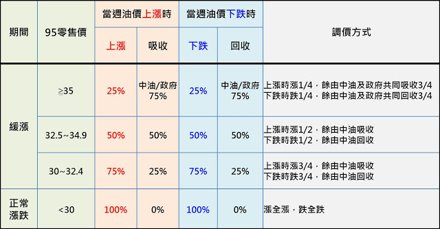 期間 95零售價 當週油價上漲時 當週油價下跌時 調價方式
上漲 吸收 下跌 回收
緩漲
≥35 25% 中油/政府 75% 25% 中油/政府 75% 上漲時漲1/4，餘由中油及政府共同吸收3/4
下跌時跌1/4，餘由中油及政府共同回收3/4
32.5~34.9 50% 50% 50% 50% 上漲時漲1/2，餘由中油吸收
下跌時跌1/2，餘由中油回收
30~32.4 75% 25% 75% 25% 上漲時漲3/4，餘由中油吸收
下跌時跌3/4，餘由中油回收
正常漲跌 <30 100% 0% 100% 0% 漲全漲，跌全跌